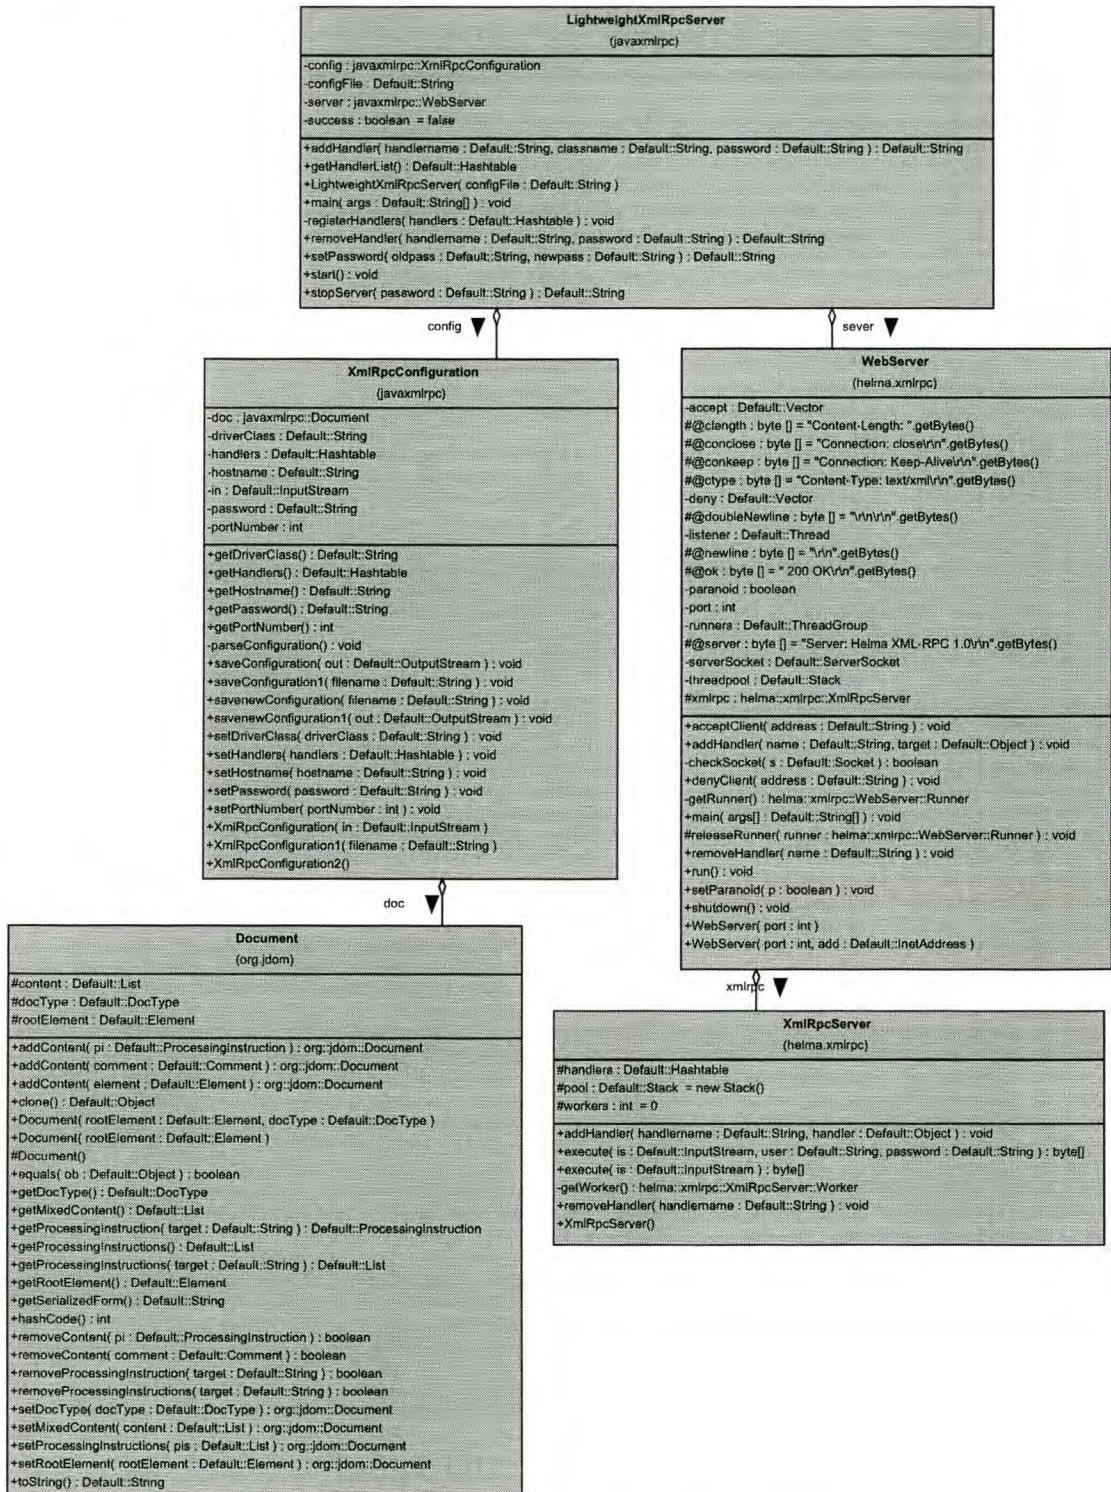 LightweightXmlRpcServer
(javaxmlrpc)
-config : javaxmlrpc::XmlRpcConfiguration
-configFile : Default::String
-server : javaxmlrpc::WebServer
-success : boolean = false
+addHandler( handlername : Default::String, classname : Default::String, password : Default::String ) : Default::String
+getHandlerList() : Default::Hashtable
+LightweightXmlRpcServer( configFile : Default::String )
+main( args : Default::String[] ) : void
-registerHandlers( handlers : Default::Hashtable ) : void
+removeHandler( handlername : Default::String, password : Default::String ) : Default::String
+setPassword( oldpass : Default::String, newpass : Default::String ) : Default::String
+start() : void
+stopServer( password : Default::String ) : Default::String
config
sever
XmlRpcConfiguration
(javaxmlrpc)
-doc : javaxmlrpc::Document
-driverClass : Default::String
-handlers : Default::Hashtable
-hostname : Default::String
-in : Default::InputStream
-password : Default::String
-portNumber : int
+getDriverClass() : Default::String
+getHandlers() : Default::Hashtable
+getHostname() : Default::String
+getPassword() : Default::String
+getPortNumber() : int
-parseConfiguration() : void
+saveConfiguration( out : Default::OutputStream ) : void
+saveConfiguration1( filename : Default::String ) : void
+savenewConfiguration( filename : Default::String ) : void
+savenewConfiguration1( out : Default::OutputStream ) : void
+setDriverClass( driverClass : Default::String ) : void
+setHandlers( handlers : Default::Hashtable ) : void
+setHostname( hostname : Default::String ) : void
+setPassword( password : Default::String ) : void
+setPortNumber( portNumber : int ) : void
+XmlRpcConfiguration( in : Default::InputStream )
+XmlRpcConfiguration1( filename : Default::String )
+XmlRpcConfiguration2()
WebServer
(helma.xmlrpc)
-accept : Default::Vector
#@clength : byte [] = "Content-Length: ".getBytes()
#@conclose : byte [] = "Connection: close\r\n".getBytes()
#@conkeep : byte [] = "Connection: Keep-Alive\r\n".getBytes()
#@ctype : byte [] = "Content-Type: text/xml\r\n".getBytes()
-deny : Default::Vector
#@doubleNewline : byte [] = "\r\n\r\n".getBytes()
-listener : Default::Thread
#@newline : byte [] = "\r\n".getBytes()
#@ok : byte [] = " 200 OK\r\n".getBytes()
-paranoid : boolean
-port : int
-runners : Default::ThreadGroup
#@server : byte [] = "Server: Helma XML-RPC 1.0\r\n".getBytes()
-serverSocket : Default::ServerSocket
-threadpool : Default::Stack
#xmlrpc : helma::xmlrpc::XmlRpcServer
+acceptClient( address : Default::String ) : void
+addHandler( name : Default::String, target : Default::Object ) : void
-checkSocket( s : Default::Socket ) : boolean
+denyClient( address : Default::String ) : void
-getRunner() : helma::xmlrpc::WebServer::Runner
+main( args[] : Default::String[] ) : void
#releaseRunner( runner : helma::xmlrpc::WebServer::Runner ) : void
+removeHandler( name : Default::String ) : void
+run() : void
+setParanoid( p : boolean ) : void
+shutdown() : void
+WebServer( port : int )
+WebServer( port : int, add : Default::InetAddress )
doc
Document
(org.jdom)
#content : Default::List
#docType : Default::DocType
#rootElement : Default::Element
+addContent( pi : Default::ProcessingInstruction ) : org::jdom::Document
+addContent( comment : Default::Comment ) : org::jdom::Document
+addContent( element : Default::Element ) : org::jdom::Document
+clone() : Default::Object
+Document( rootElement : Default::Element, docType : Default::DocType )
+Document( rootElement : Default::Element )
#Document()
+equals( ob : Default::Object ) : boolean
+getDocType() : Default::DocType
+getMixedContent() : Default::List
+getProcessingInstruction( target : Default::String ) : Default::ProcessingInstruction
+getProcessingInstructions() : Default::List
+getProcessingInstructions( target : Default::String ) : Default::List
+getRootElement() : Default::Element
+getSerializedForm() : Default::String
+hashCode() : int
+removeContent( pi : Default::ProcessingInstruction ) : boolean
+removeContent( comment : Default::Comment ) : boolean
+removeProcessingInstruction( target : Default::String ) : boolean
+removeProcessingInstructions( target : Default::String ) : boolean
+setDocType( docType : Default::DocType ) : org::jdom::Document
+setMixedContent( content : Default::List ) : org::jdom::Document
+setProcessingInstructions( pis : Default::List ) : org::jdom::Document
+setRootElement( rootElement : Default::Element ) : org::jdom::Document
+toString() : Default::String
xmlrpc
XmlRpcServer
(helma.xmlrpc)
#handlers : Default::Hashtable
#pool : Default::Stack = new Stack()
#workers : int = 0
+addHandler( handlername : Default::String, handler : Default::Object ) : void
+execute( is : Default::InputStream, user : Default::String, password : Default::String ) : byte[]
+execute( is : Default::InputStream ) : byte[]
-getWorker() : helma::xmlrpc::XmlRpcServer::Worker
+removeHandler( handlername : Default::String ) : void
+XmlRpcServer()